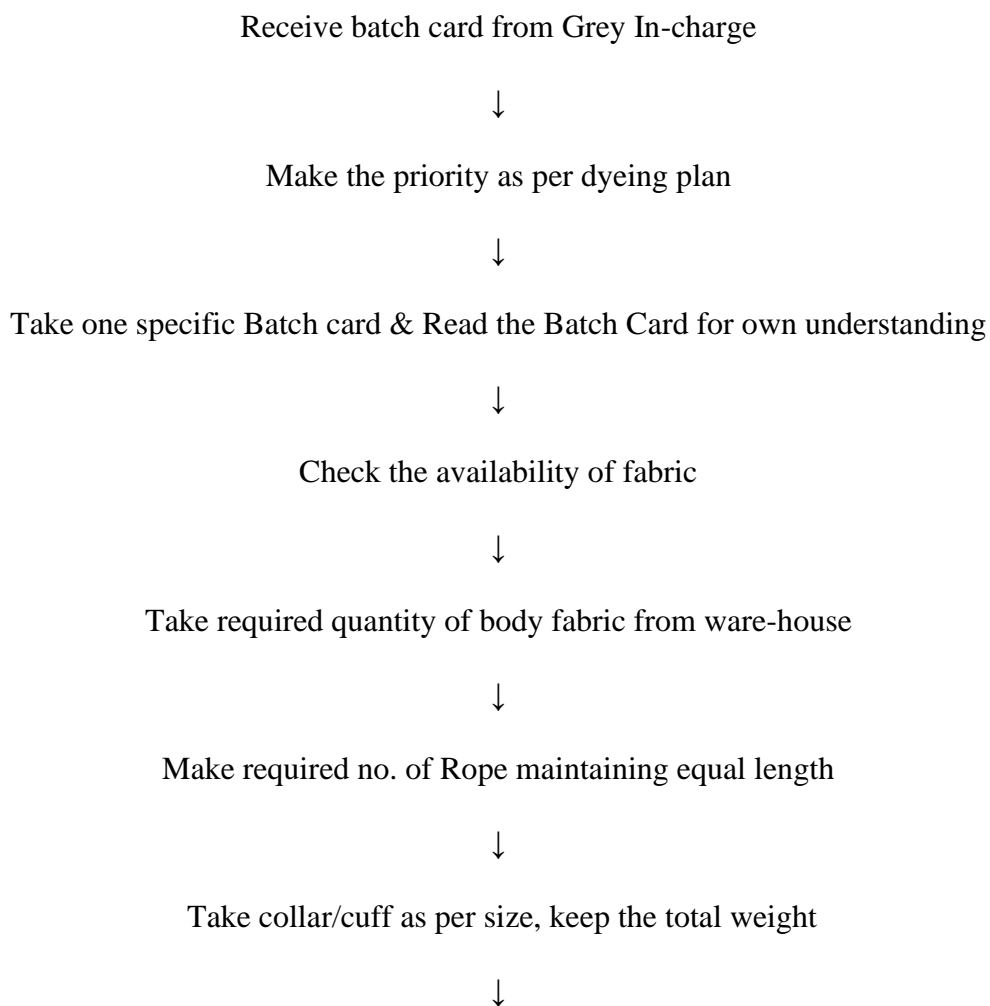 Receive batch card from Grey In-charge
↓
Make the priority as per dyeing plan
↓
Take one specific Batch card & Read the Batch Card for own understanding
↓
Check the availability of fabric
↓
Take required quantity of body fabric from ware-house
↓
Make required no. of Rope maintaining equal length
↓
Take collar/cuff as per size, keep the total weight
↓